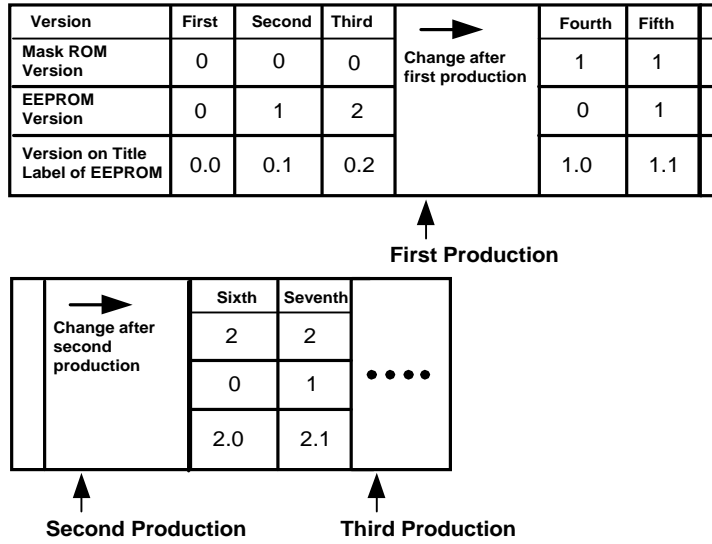 Version First Second Third Fourth Fifth
Mask ROM
Version 0 0 0 Change after
first production 1 1
EEPROM
Version 0 1 2 0 1
Version on Title
Label of EEPROM 0.0 0.1 0.2 1.0 1.1
First Production
Sixth Seventh
Change after
second
production 2 2
0 1
2.0 2.1
Second Production Third Production